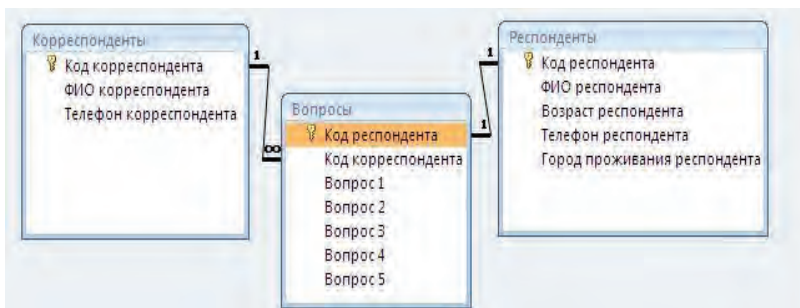 Корреспонденты
Код корреспондента
ФИО корреспондента
Телефон корреспондента
1
∞
Вопросы
Код респондента
Код корреспондента
Вопрос 1
Вопрос 2
Вопрос 3
Вопрос 4
Вопрос 5
1
1
Респонденты
Код респондента
ФИО респондента
Возраст респондента
Телефон респондента
Город проживания респондента